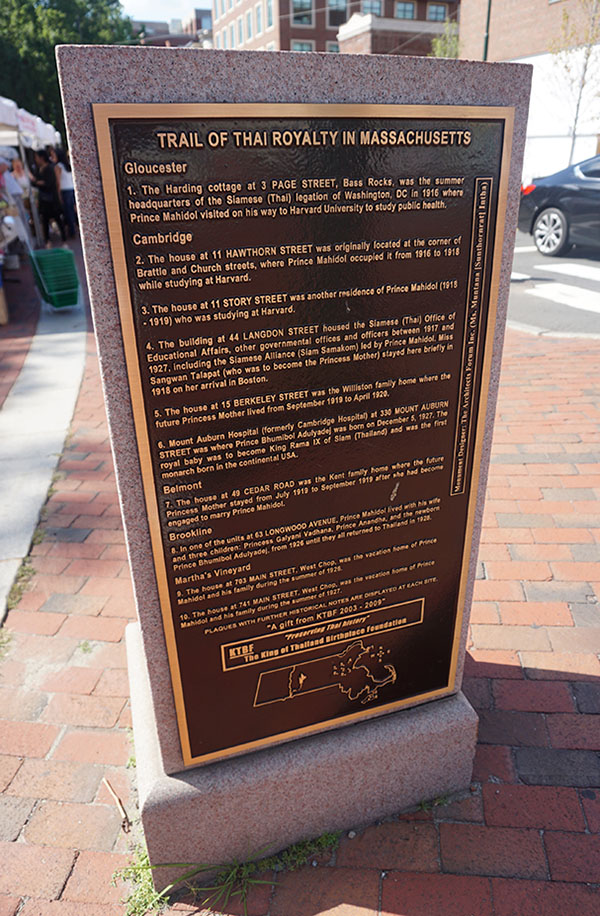 TRAIL OF THAI ROYALTY IN MASSACHUSETTS
Gloucester
1. The Harding cottage at 3 PAGE STREET, Bass Rocks, was the summer
headquarters of the Siamese (Thai) legation of Washington, DC in 1916 where
Prince Mahidol visited on his way to Harvard University to study public health.
Cambridge
2. The house at 11 HAWTHORN STREET was originally located at the corner of
Brattle and Church streets, where Prince Mahidol occupied it from 1916 to 1918
while studying at Harvard.
3. The house at 11 STORY STREET was another residence of Prince Mahidol (1918
- 1919) who was studying at Harvard.
4. The building at 44 LANGDON STREET housed the Siamese (Thai) Office of
Educational Affairs, other governmental offices and officers between 1917 and
1927, including the Siamese Alliance (Siam Samakom) led by Prince Mahidol. Miss
Sangwan Talapat (who was to become the Princess Mother) stayed here briefly in
1918 on her arrival in Boston.
5. The house at 15 BERKELEY STREET was the Williston family home where the
future Princess Mother lived from September 1919 to April 1920.
6. Mount Auburn Hospital (formerly Cambridge Hospital) at 330 MOUNT AUBURN
STREET was where Prince Bhumibol Adulyadej was born on December 5, 1927. The
royal baby was to become King Rama IX of Siam (Thailand) and was the first
monarch born in the continental USA.
Belmont
7. The house at 49 CEDAR ROAD was the Kent family home where the future
Princess Mother stayed from July 1919 to September 1919 after she had become
engaged to marry Prince Mahidol.
Brookline
8. In one of the units at 63 LONGWOOD AVENUE, Prince Mahidol lived with his wife
and three children: Princess Galyani Vadhana, Prince Ananda, and the newborn
Prince Bhumibol Adulyadej, from 1926 until they all returned to Thailand in 1928.
Martha's Vineyard
9. The house at 703 MAIN STREET, West Chop, was the vacation home of Prince
Mahidol and his family during the summer of 1926.
10. The house at 741 MAIN STREET, West Chop, was the vacation home of Prince
Mahidol and his family during the summer of 1927.
PLAQUES WITH FURTHER HISTORICAL NOTES ARE DISPLAYED AT EACH SITE.
"A gift from KTBF 2003 - 2009"
"Preserving Thai history"
KTBF
The King of Thailand Birthplace Foundation
Monument Designer: The Architects Forum Inc. (Ms. Muntana [Sunthornrat] Intha)